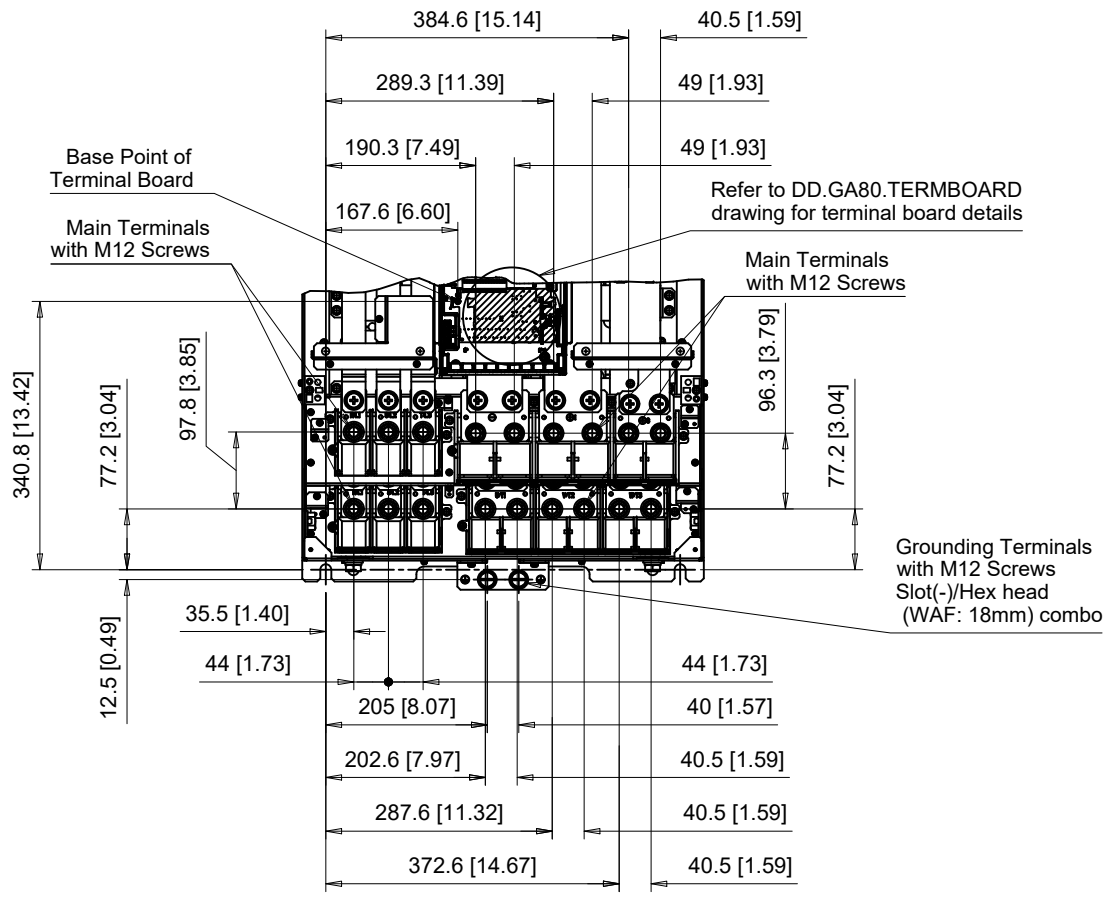 384.6 [15.14]
40.5 [1.59]
289.3 [11.39]
49 [1.93]
190.3 [7.49]
49 [1.93]
Base Point of
Terminal Board
Refer to DD.GA80.TERMBOARD
drawing for terminal board details
167.6 [6.60]
Main Terminals
with M12 Screws
Main Terminals
with M12 Screws
340.8 [13.42]
77.2 [3.04]
97.8 [3.85]
96.3 [3.79]
77.2 [3.04]
Grounding Terminals
with M12 Screws
Slot(-)/Hex head
(WAF: 18mm) combo
12.5 [0.49]
35.5 [1.40]
44 [1.73]
44 [1.73]
205 [8.07]
40 [1.57]
202.6 [7.97]
40.5 [1.59]
287.6 [11.32]
40.5 [1.59]
372.6 [14.67]
40.5 [1.59]